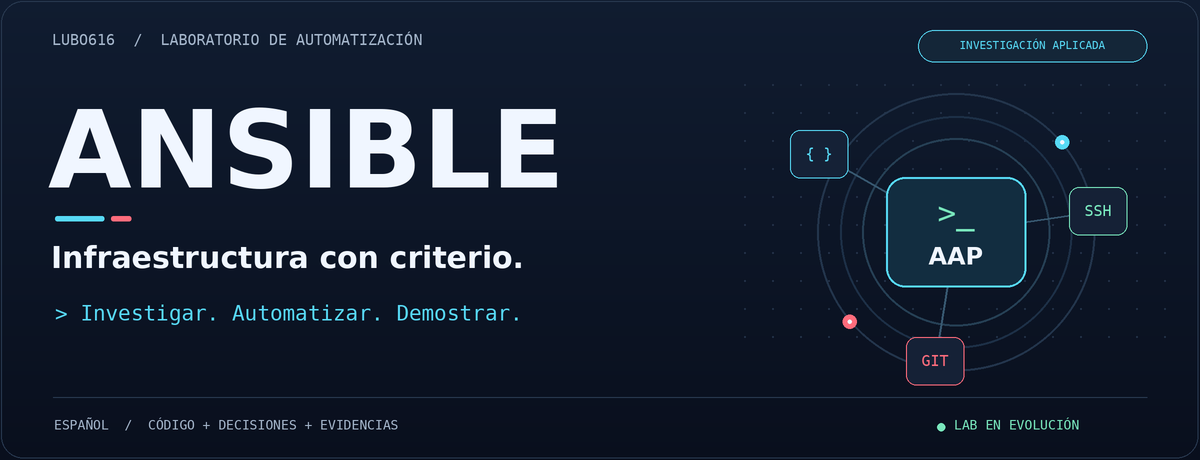 LUBO616 / LABORATORIO DE AUTOMATIZACIÓN
INVESTIGACIÓN APLICADA
ANSIBLE
Infraestructura con criterio.
> Investigar. Automatizar. Demostrar.
{ }
SSH
>_
AAP
GIT
ESPAÑOL / CÓDIGO + DECISIONES + EVIDENCIAS
LAB EN EVOLUCIÓN